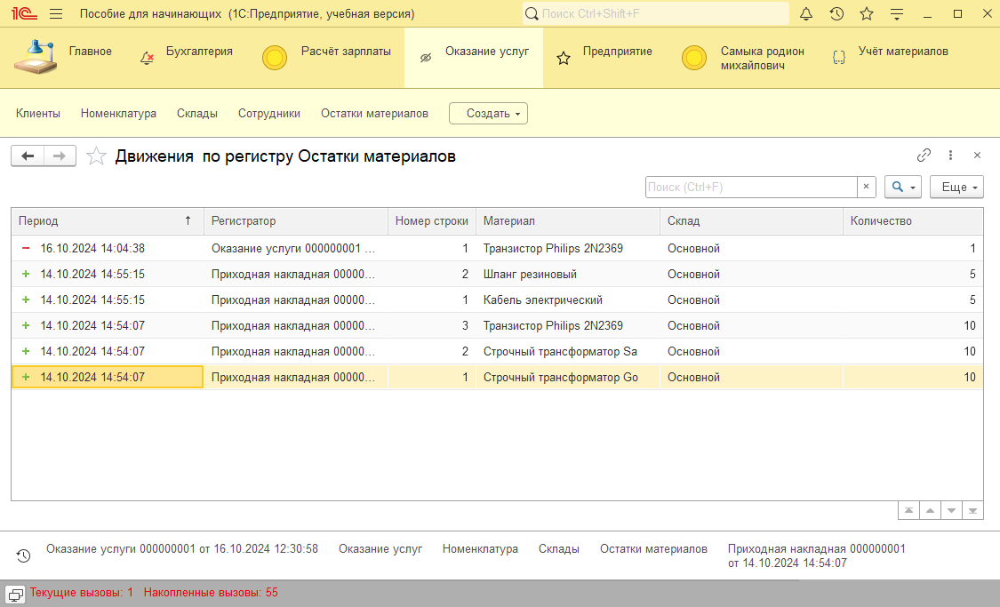 1С Пособие для начинающих (1С:Предприятие, учебная версия) Поиск Ctrl+Shift+F
Главное Бухгалтерия Расчёт зарплаты Оказание услуг Предприятие Самыка родион михайлович Учёт материалов
Клиенты Номенклатура Склады Сотрудники Остатки материалов Создать
Движения по регистру Остатки материалов
Поиск (Ctrl+F) × Еще
Период ↑ Регистратор Номер строки Материал Склад Количество
− 16.10.2024 14:04:38 Оказание услуги 000000001 ... 1 Транзистор Philips 2N2369 Основной 1
+ 14.10.2024 14:55:15 Приходная накладная 00000... 2 Шланг резиновый Основной 5
+ 14.10.2024 14:55:15 Приходная накладная 00000... 1 Кабель электрический Основной 5
+ 14.10.2024 14:54:07 Приходная накладная 00000... 3 Транзистор Philips 2N2369 Основной 10
+ 14.10.2024 14:54:07 Приходная накладная 00000... 2 Строчный трансформатор Sa Основной 10
+ 14.10.2024 14:54:07 Приходная накладная 00000... 1 Строчный трансформатор Go Основной 10
Оказание услуги 000000001 от 16.10.2024 12:30:58 Оказание услуг Номенклатура Склады Остатки материалов Приходная накладная 000000001
от 14.10.2024 14:54:07
Текущие вызовы: 1 Накопленные вызовы: 55